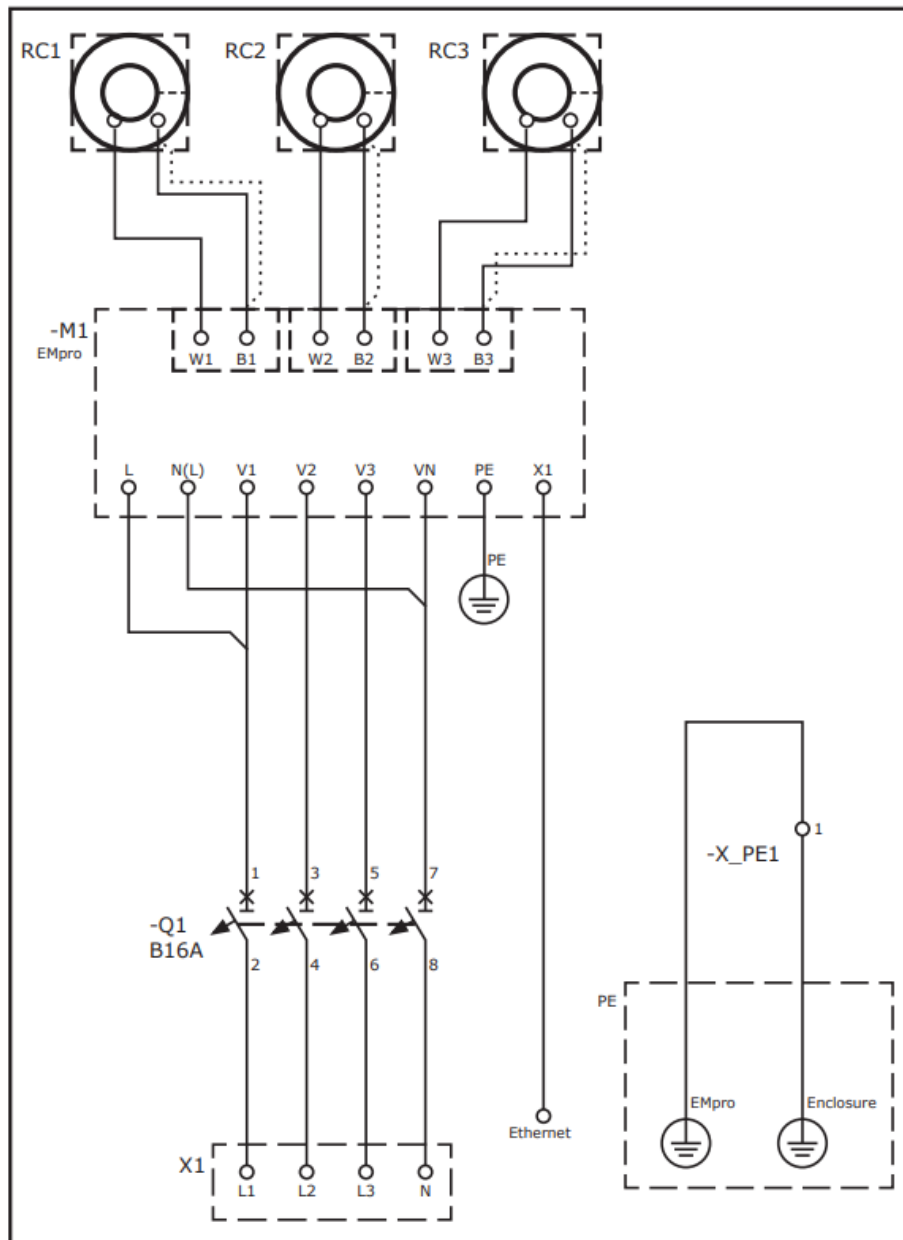 RC1 RC2 RC3
-M1
EMpro
W1 B1 W2 B2 W3 B3
L N(L) V1 V2 V3 VN PE X1
PE
1 3 5 7
-Q1
B16A
2 4 6 8
1
-X_PE1
PE
EMpro Enclosure
Ethernet
X1
L1 L2 L3 N